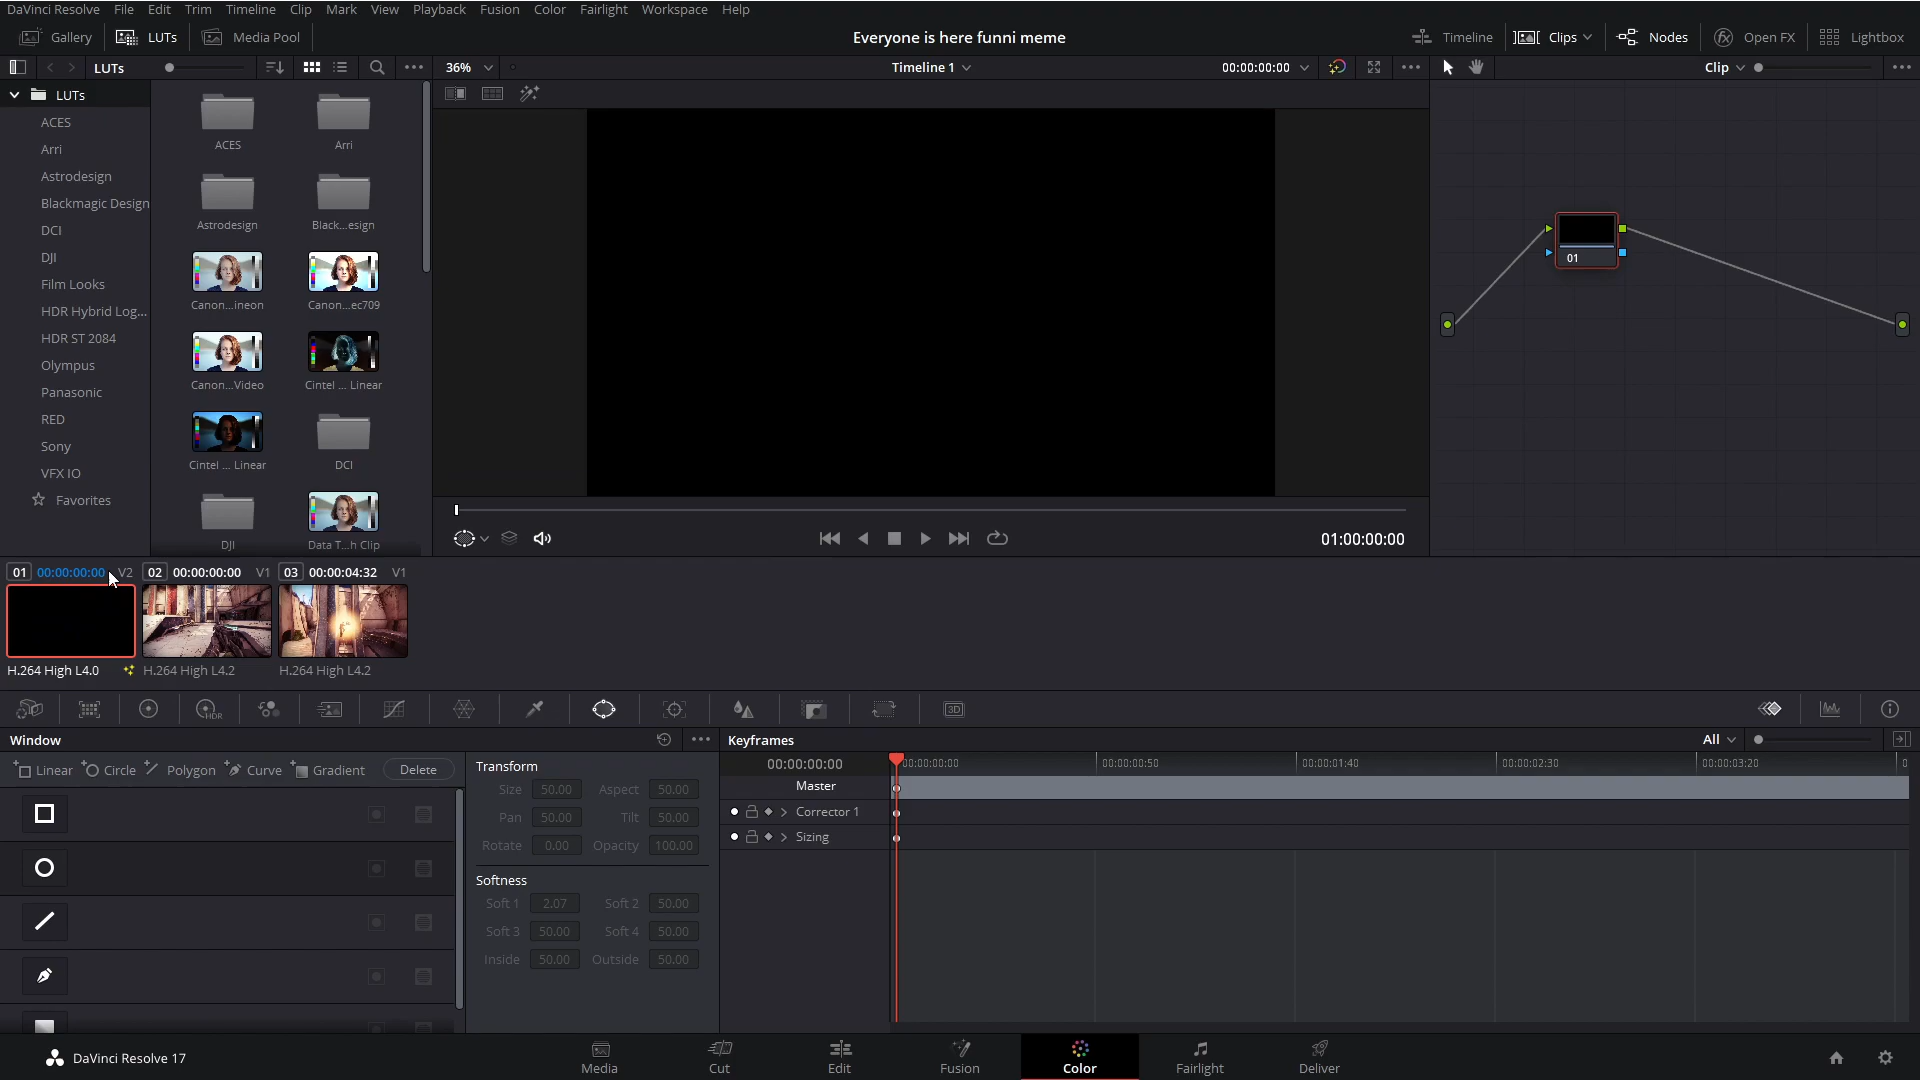 DaVinci Resolve File Edit Trim Timeline Clip Mark View Playback Fusion Color Fairlight Workspace Help
Gallery LUTs Media Pool Everyone is here funni meme Timeline Clips Nodes Open FX Lightbox
LUTs 36% Timeline 1 00:00:00:00 Clip
LUTs
ACES
Arri
Astrodesign
Blackmagic Design
DCI
DJI
Film Looks
HDR Hybrid Log...
HDR ST 2084
Olympus
Panasonic
RED
Sony
VFX IO
Favorites
ACES Arri
Astrodesign Black...esign
Canon...ineon Canon...ec709
Canon...Video Cintel ... Linear
Cintel ... Linear DCI
DJI Data T...h Clip
01
01:00:00:00
01 00:00:00:00 V2 02 00:00:00:00 V1 03 00:00:04:32 V1
H.264 High L4.0 H.264 High L4.2 H.264 High L4.2
HDR
3D
Window
Linear Circle Polygon Curve Gradient Delete
Transform
Size 50.00 Aspect 50.00
Pan 50.00 Tilt 50.00
Rotate 0.00 Opacity 100.00
Softness
Soft 1 2.07 Soft 2 50.00
Soft 3 50.00 Soft 4 50.00
Inside 50.00 Outside 50.00
Keyframes All
00:00:00:00 00:00:00:00 00:00:00:50 00:00:01:40 00:00:02:30 00:00:03:20 0
Master
Corrector 1
Sizing
DaVinci Resolve 17 Media Cut Edit Fusion Color Fairlight Deliver